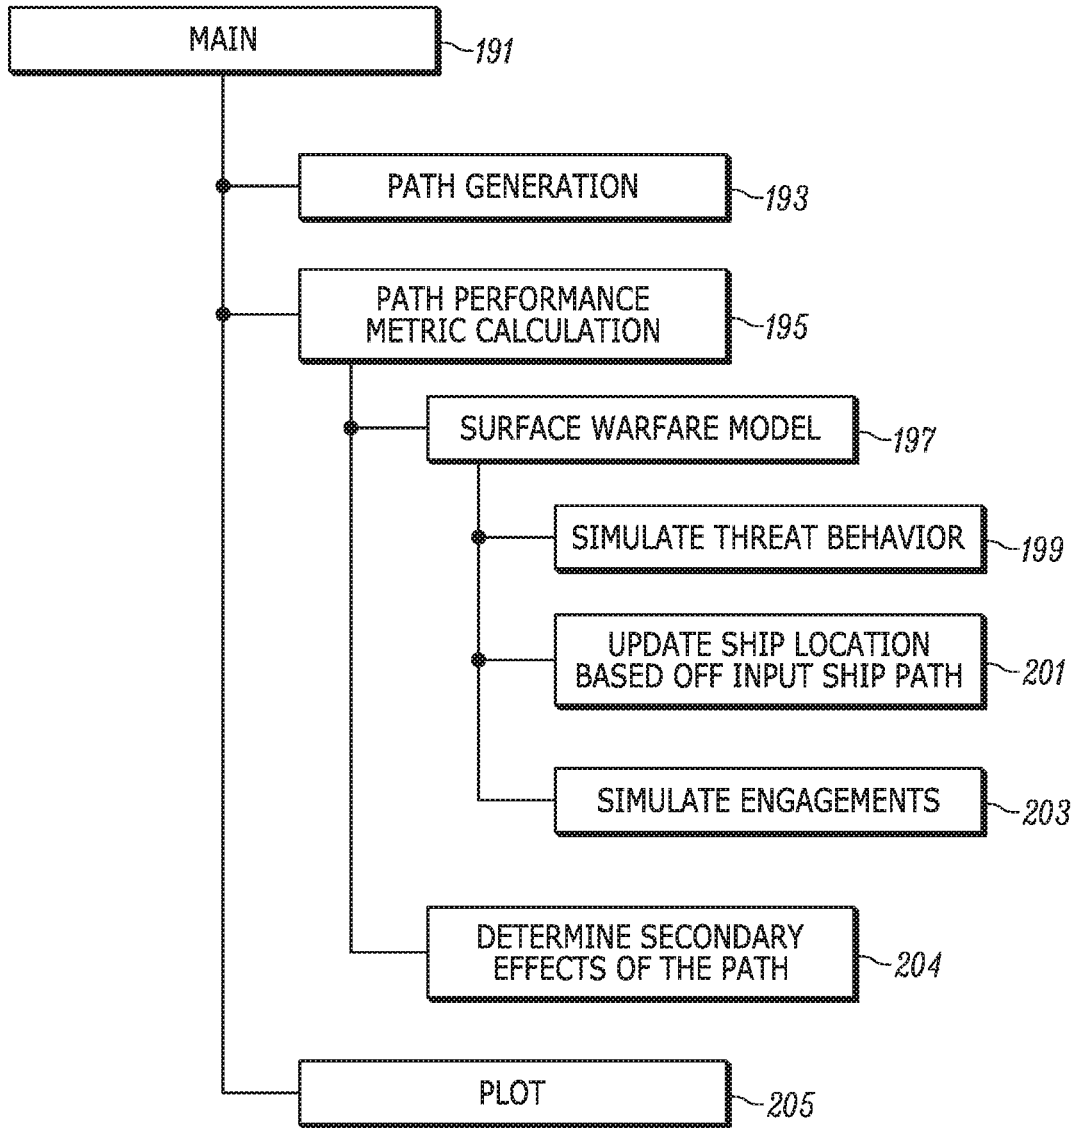 MAIN
191
PATH GENERATION
193
PATH PERFORMANCE
METRIC CALCULATION
195
SURFACE WARFARE MODEL
197
SIMULATE THREAT BEHAVIOR
199
UPDATE SHIP LOCATION
BASED OFF INPUT SHIP PATH
201
SIMULATE ENGAGEMENTS
203
DETERMINE SECONDARY
EFFECTS OF THE PATH
204
PLOT
205